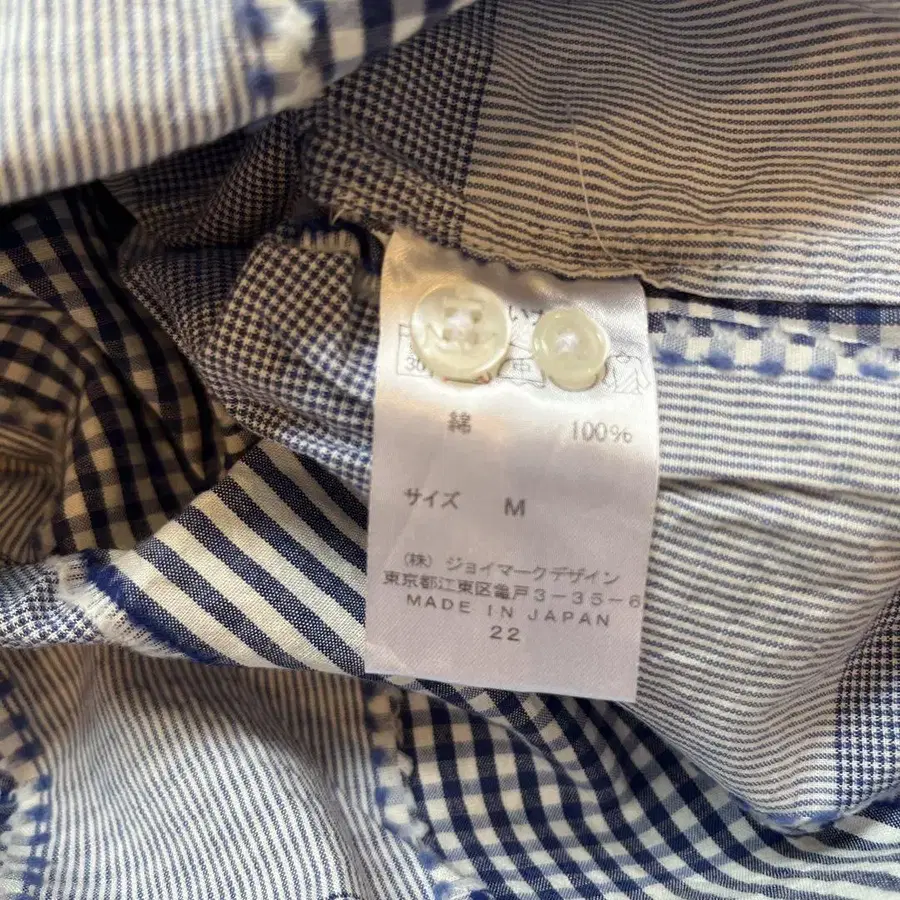 綿 100%
サイズ M
(株) ジョイマークデザイン
東京都江東区亀戸3-35-6
MADE IN JAPAN
22